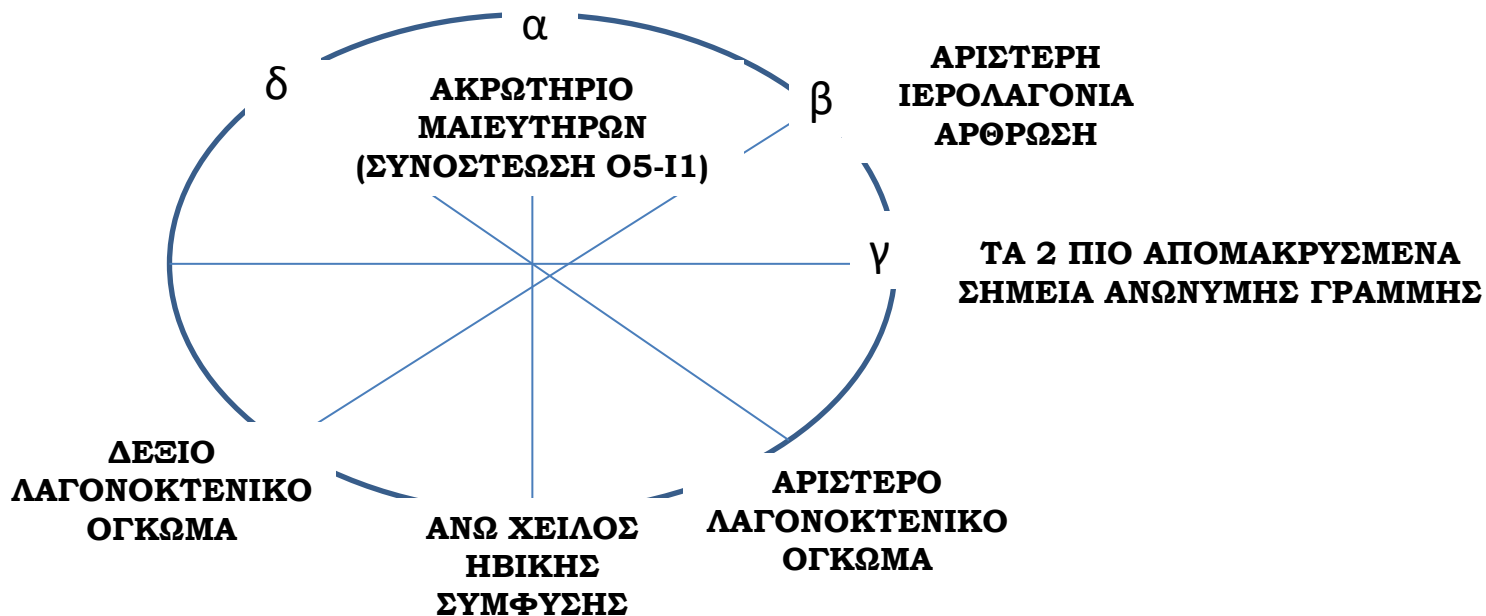 α
δ
ΑΚΡΩΤΗΡΙΟ
ΜΑΙΕΥΤΗΡΩΝ
(ΣΥΝΟΣΤΕΩΣΗ Ο5-Ι1)
β
ΑΡΙΣΤΕΡΗ
ΙΕΡΟΛΑΓΟΝΙΑ
ΑΡΘΡΩΣΗ
γ
ΤΑ 2 ΠΙΟ ΑΠΟΜΑΚΡΥΣΜΕΝΑ
ΣΗΜΕΙΑ ΑΝΩΝΥΜΗΣ ΓΡΑΜΜΗΣ
ΔΕΞΙΟ
ΛΑΓΟΝΟΚΤΕΝΙΚΟ
ΟΓΚΩΜΑ
ΑΝΩ ΧΕΙΛΟΣ
ΗΒΙΚΗΣ
ΣΥΜΦΥΣΗΣ
ΑΡΙΣΤΕΡΟ
ΛΑΓΟΝΟΚΤΕΝΙΚΟ
ΟΓΚΩΜΑ